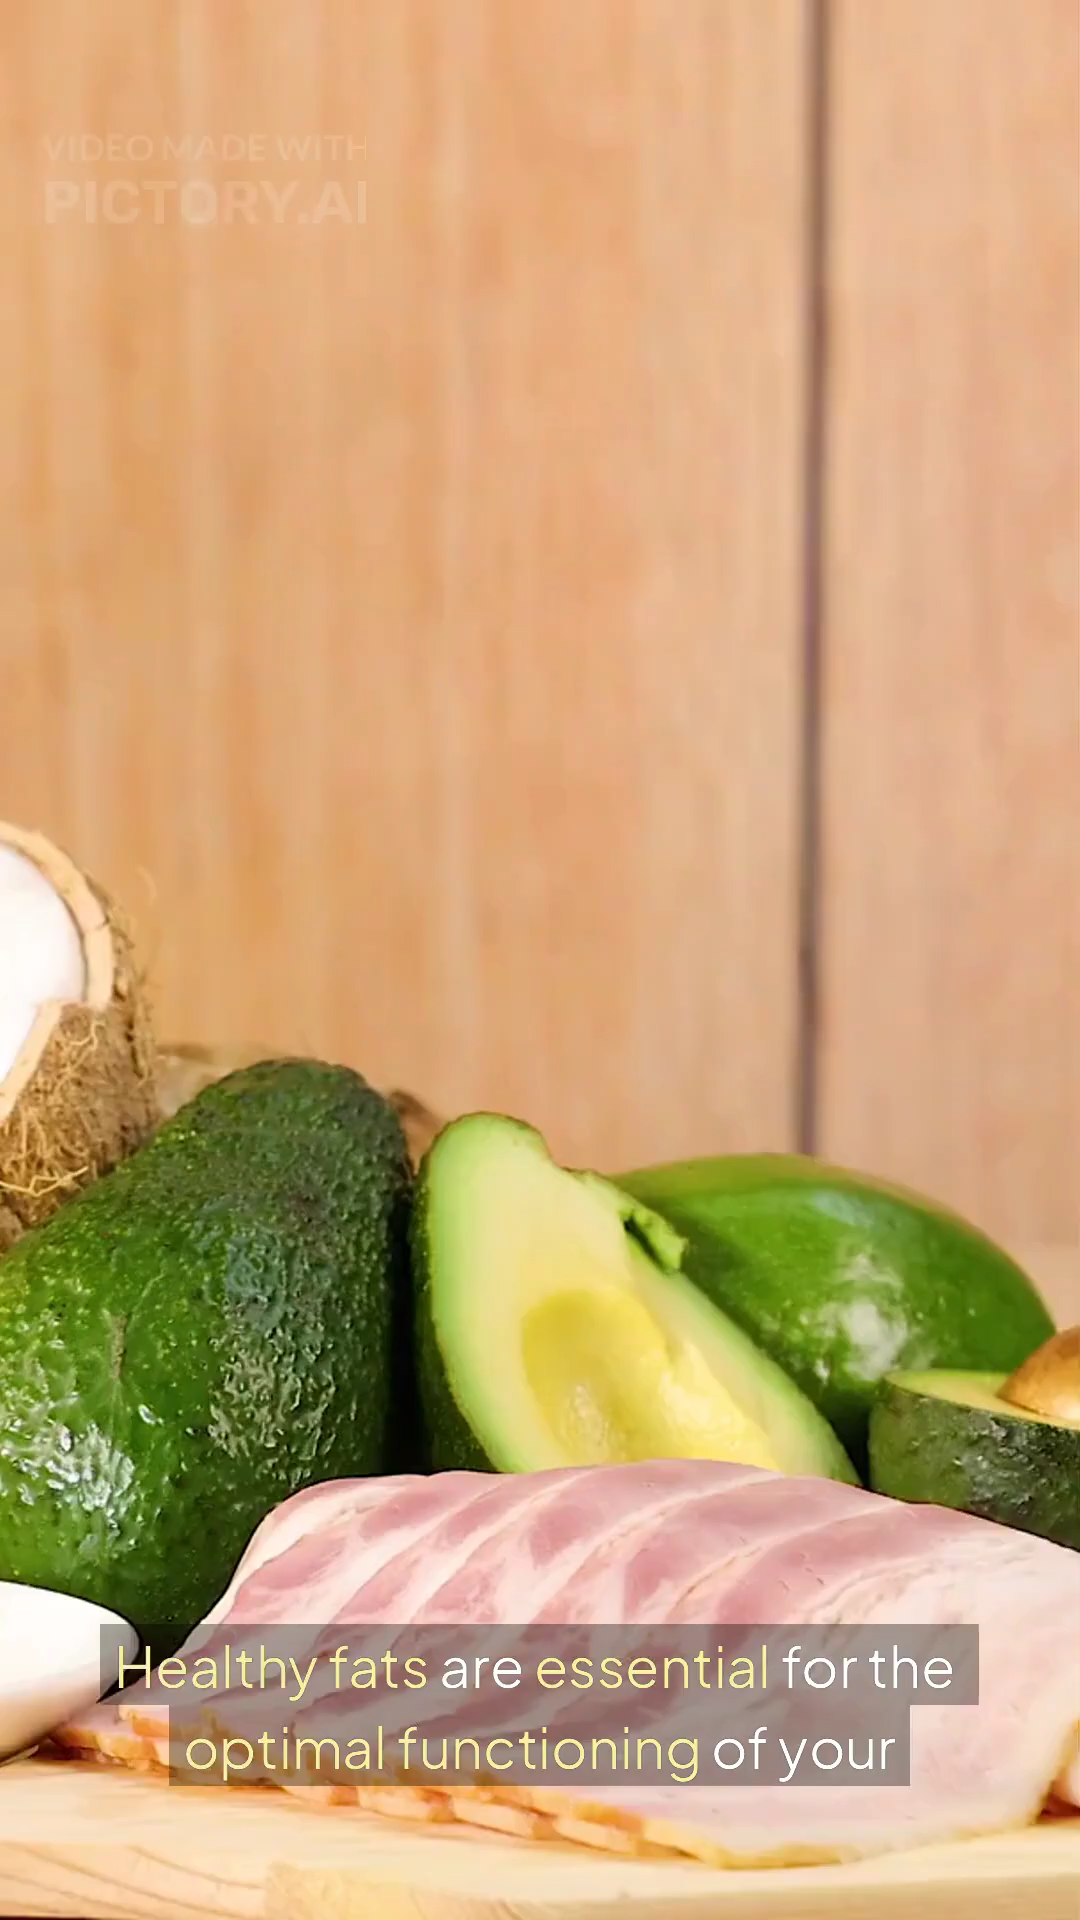 VIDEO MADE WITH
PICTORY.AI
Healthy fats are essential for the
optimal functioning of your